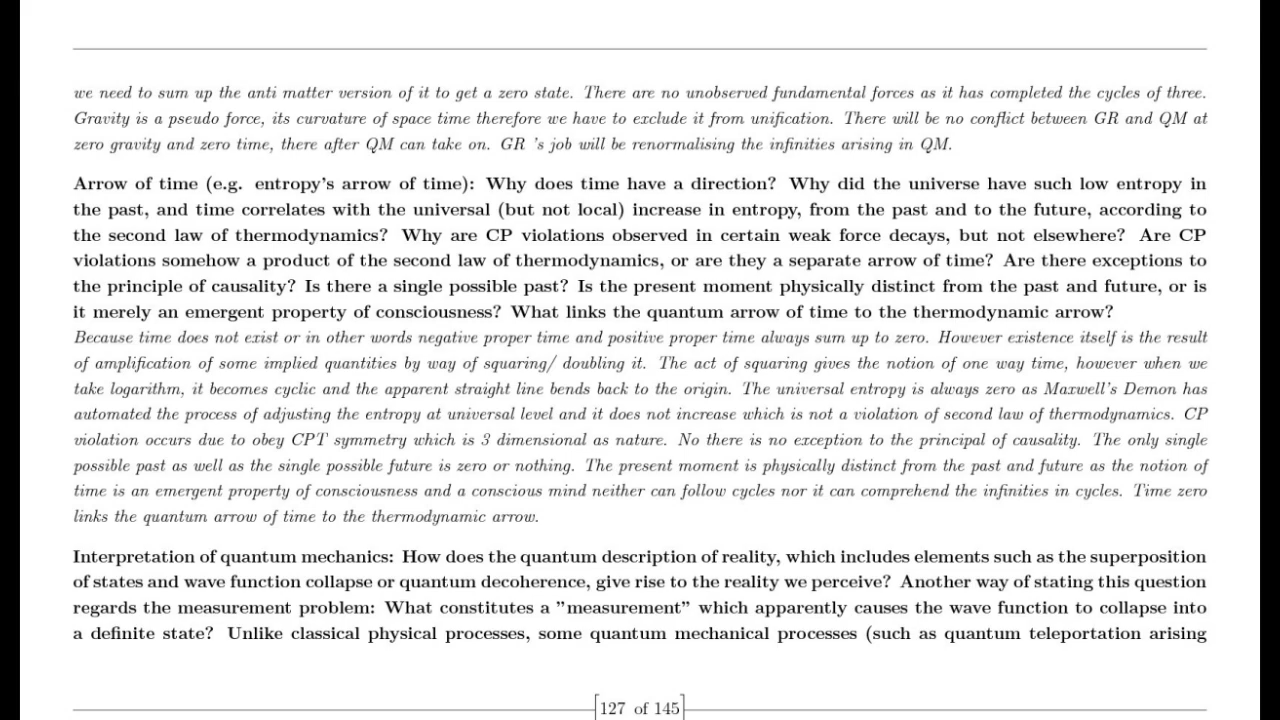 we need to sum up the anti matter version of it to get a zero state. There are no unobserved fundamental forces as it has completed the cycles of three.
Gravity is a pseudo force, its curvature of space time therefore we have to exclude it from unification. There will be no conflict between GR and QM at
zero gravity and zero time, there after QM can take on. GR 's job will be renormalising the infinities arising in QM.
Arrow of time (e.g. entropy's arrow of time): Why does time have a direction? Why did the universe have such low entropy in
the past, and time correlates with the universal (but not local) increase in entropy, from the past and to the future, according to
the second law of thermodynamics? Why are CP violations observed in certain weak force decays, but not elsewhere? Are CP
violations somehow a product of the second law of thermodynamics, or are they a separate arrow of time? Are there exceptions to
the principle of causality? Is there a single possible past? Is the present moment physically distinct from the past and future, or is
it merely an emergent property of consciousness? What links the quantum arrow of time to the thermodynamic arrow?
Because time does not exist or in other words negative proper time and positive proper time always sum up to zero. However existence itself is the result
of amplification of some implied quantities by way of squaring/ doubling it. The act of squaring gives the notion of one way time, however when we
take logarithm, it becomes cyclic and the apparent straight line bends back to the origin. The universal entropy is always zero as Maxwell's Demon has
automated the process of adjusting the entropy at universal level and it does not increase which is not a violation of second law of thermodynamics. CP
violation occurs due to obey CPT symmetry which is 3 dimensional as nature. No there is no exception to the principal of causality. The only single
possible past as well as the single possible future is zero or nothing. The present moment is physically distinct from the past and future as the notion of
time is an emergent property of consciousness and a conscious mind neither can follow cycles nor it can comprehend the infinities in cycles. Time zero
links the quantum arrow of time to the thermodynamic arrow.
Interpretation of quantum mechanics: How does the quantum description of reality, which includes elements such as the superposition
of states and wave function collapse or quantum decoherence, give rise to the reality we perceive? Another way of stating this question
regards the measurement problem: What constitutes a ”measurement” which apparently causes the wave function to collapse into
a definite state? Unlike classical physical processes, some quantum mechanical processes (such as quantum teleportation arising
127 of 145